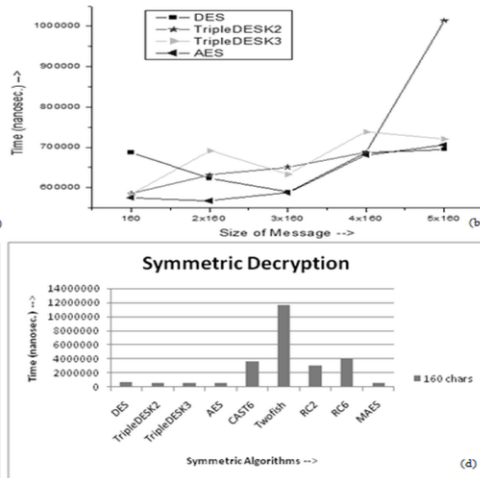 DES
TripleDESK2
TripleDESK3
AES
Time (nanosec.) -->
1000000
900000
800000
700000
600000
160 2x160 3x160 4x160 5x160
Size of Message -->
(b
Symmetric Decryption
Time (nanosec.) -->
14000000
12000000
10000000
8000000
6000000
4000000
2000000
0
160 chars
DES TripleDESK2 TripleDESK3 AES CAST6 Twofish RC2 RC6 MAES
Symmetric Algorithms -->
(d)